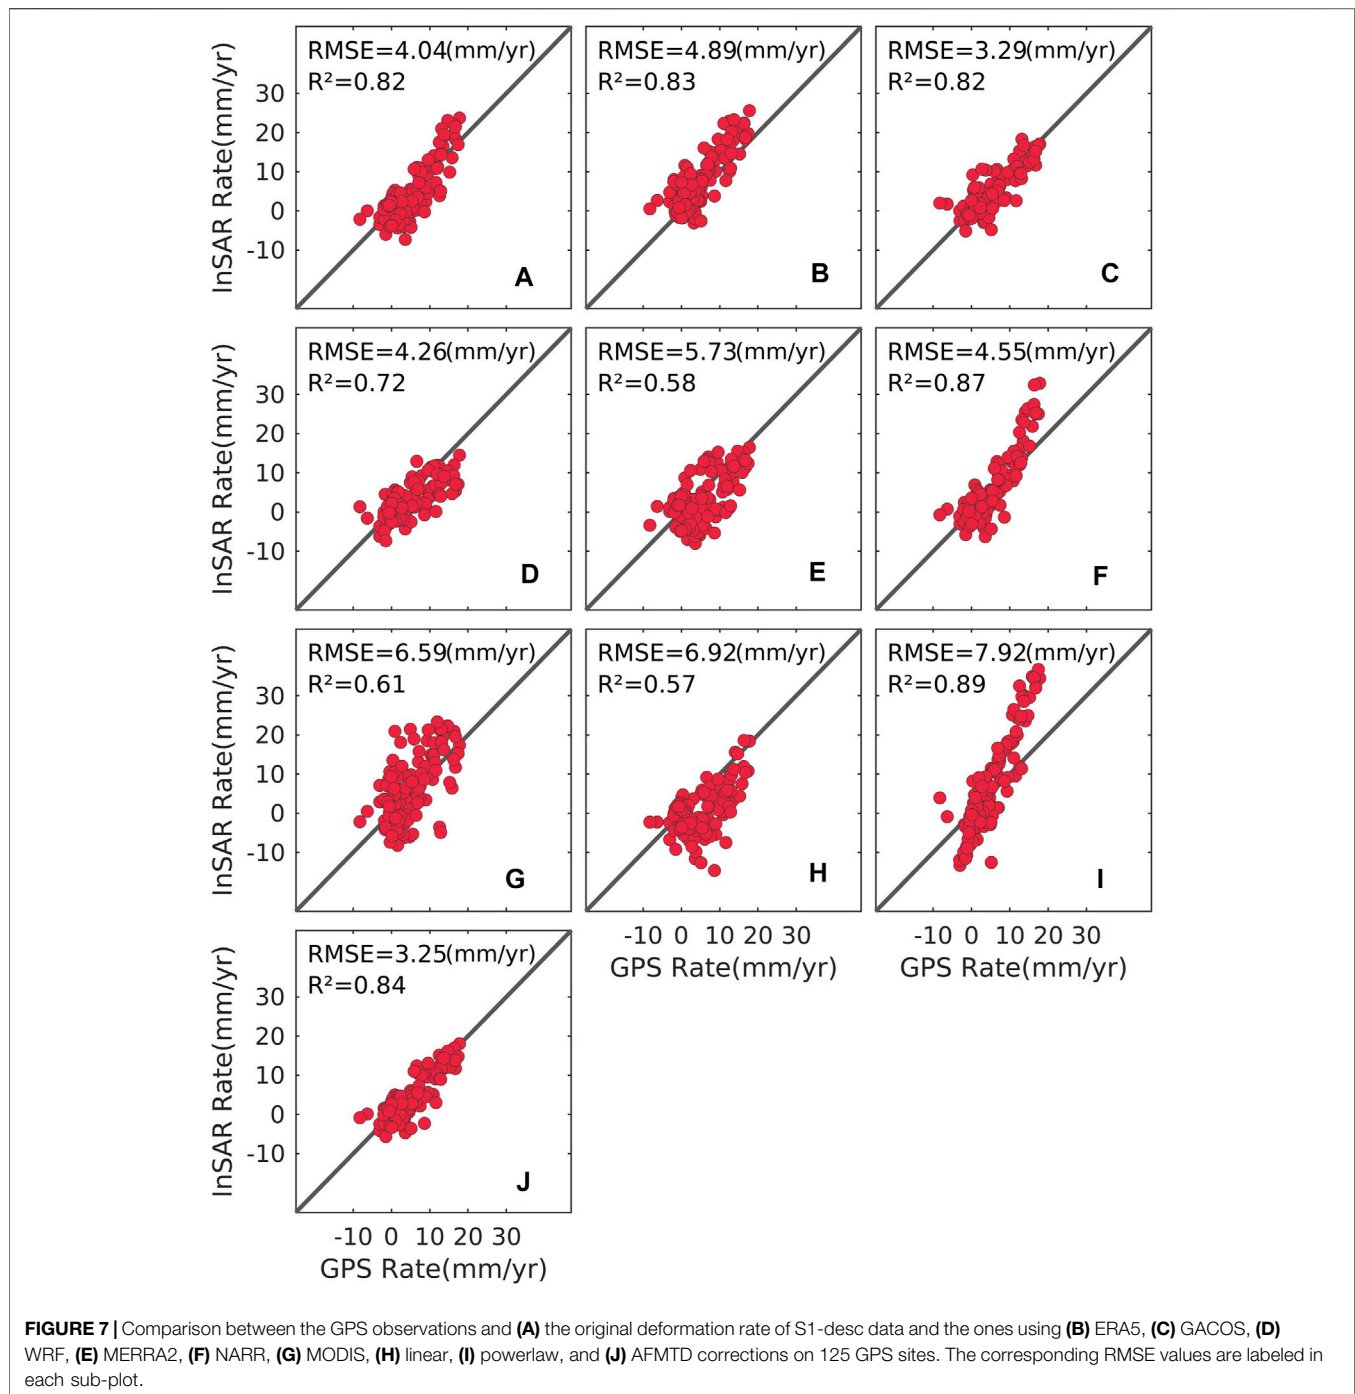 RMSE=4.04(mm/yr)
R²=0.82
InSAR Rate(mm/yr)
30
20
10
0
-10
A
RMSE=4.89(mm/yr)
R²=0.83
B
RMSE=3.29(mm/yr)
R²=0.82
InSAR Rate(mm/yr)
30
20
10
0
-10
C
RMSE=4.26(mm/yr)
R²=0.72
InSAR Rate(mm/yr)
30
20
10
0
-10
D
RMSE=5.73(mm/yr)
R²=0.58
E
RMSE=4.55(mm/yr)
R²=0.87
F
RMSE=6.59(mm/yr)
R²=0.61
InSAR Rate(mm/yr)
30
20
10
0
-10
G
RMSE=6.92(mm/yr)
R²=0.57
H
-10 0 10 20 30
GPS Rate(mm/yr)
RMSE=7.92(mm/yr)
R²=0.89
I
-10 0 10 20 30
GPS Rate(mm/yr)
RMSE=3.25(mm/yr)
R²=0.84
InSAR Rate(mm/yr)
30
20
10
0
-10
J
-10 0 10 20 30
GPS Rate(mm/yr)
FIGURE 7 | Comparison between the GPS observations and (A) the original deformation rate of S1-desc data and the ones using (B) ERA5, (C) GACOS, (D)
WRF, (E) MERRA2, (F) NARR, (G) MODIS, (H) linear, (I) powerlaw, and (J) AFMTD corrections on 125 GPS sites. The corresponding RMSE values are labeled in
each sub-plot.